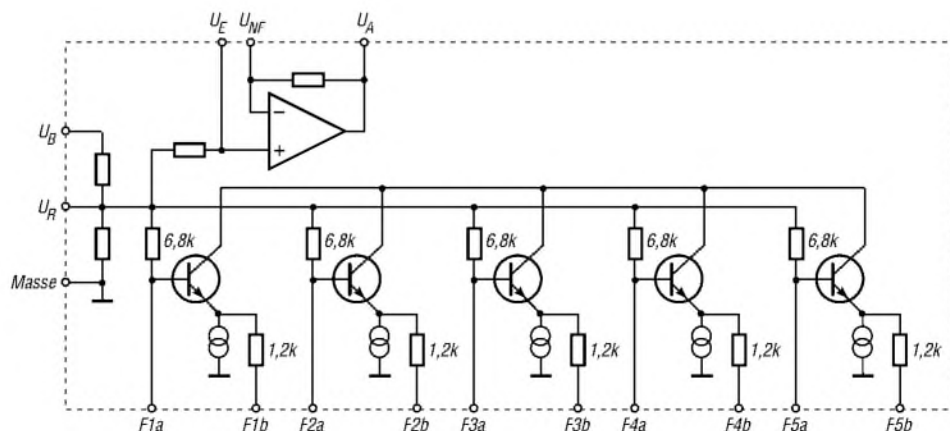 U_E U_NF U_A
U_B
U_R
6,8k 6,8k 6,8k 6,8k 6,8k
Masse
1,2k 1,2k 1,2k 1,2k 1,2k
F1a F1b F2a F2b F3a F3b F4a F4b F5a F5b